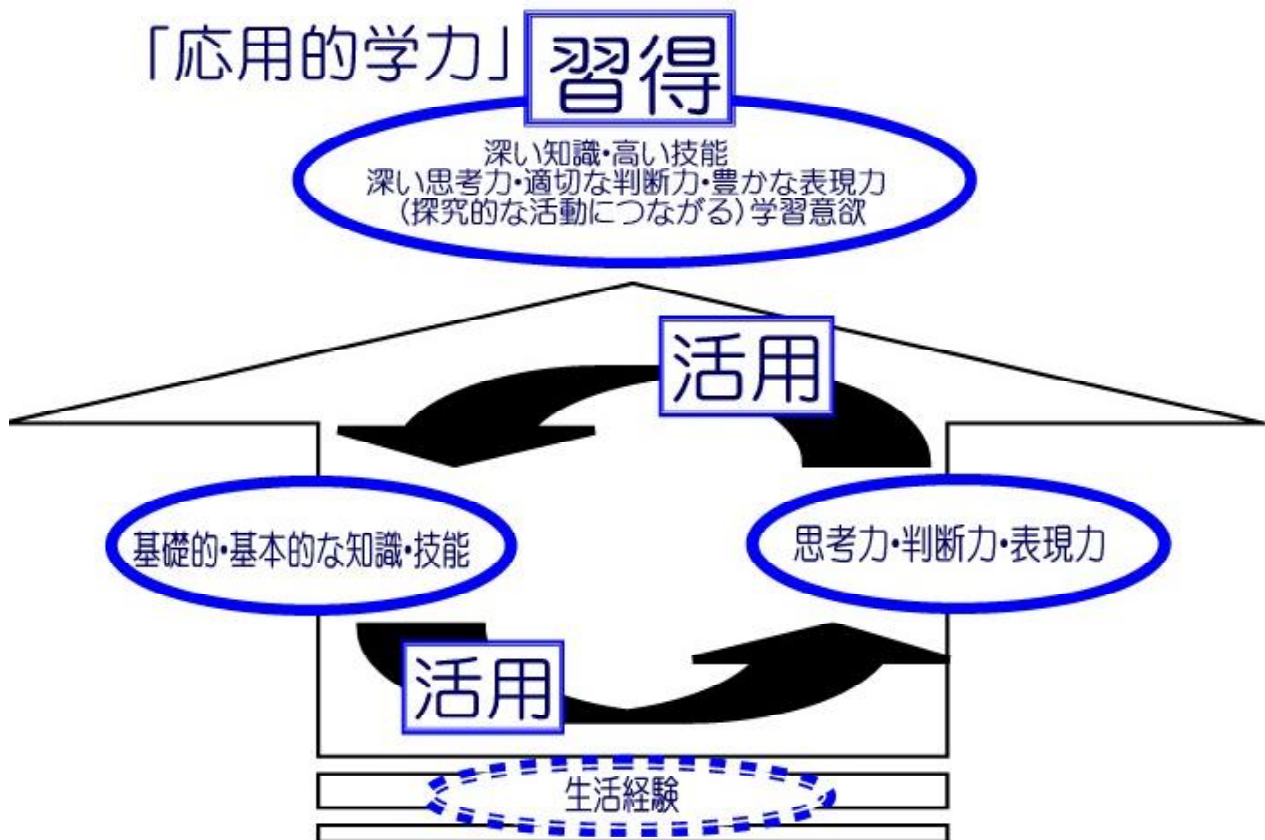 「応用的学力」
習得
深い知識・高い技能
深い思考力・適切な判断力・豊かな表現力
(探究的な活動につながる)学習意欲
活用
基礎的・基本的な知識・技能
思考力・判断力・表現力
活用
生活経験